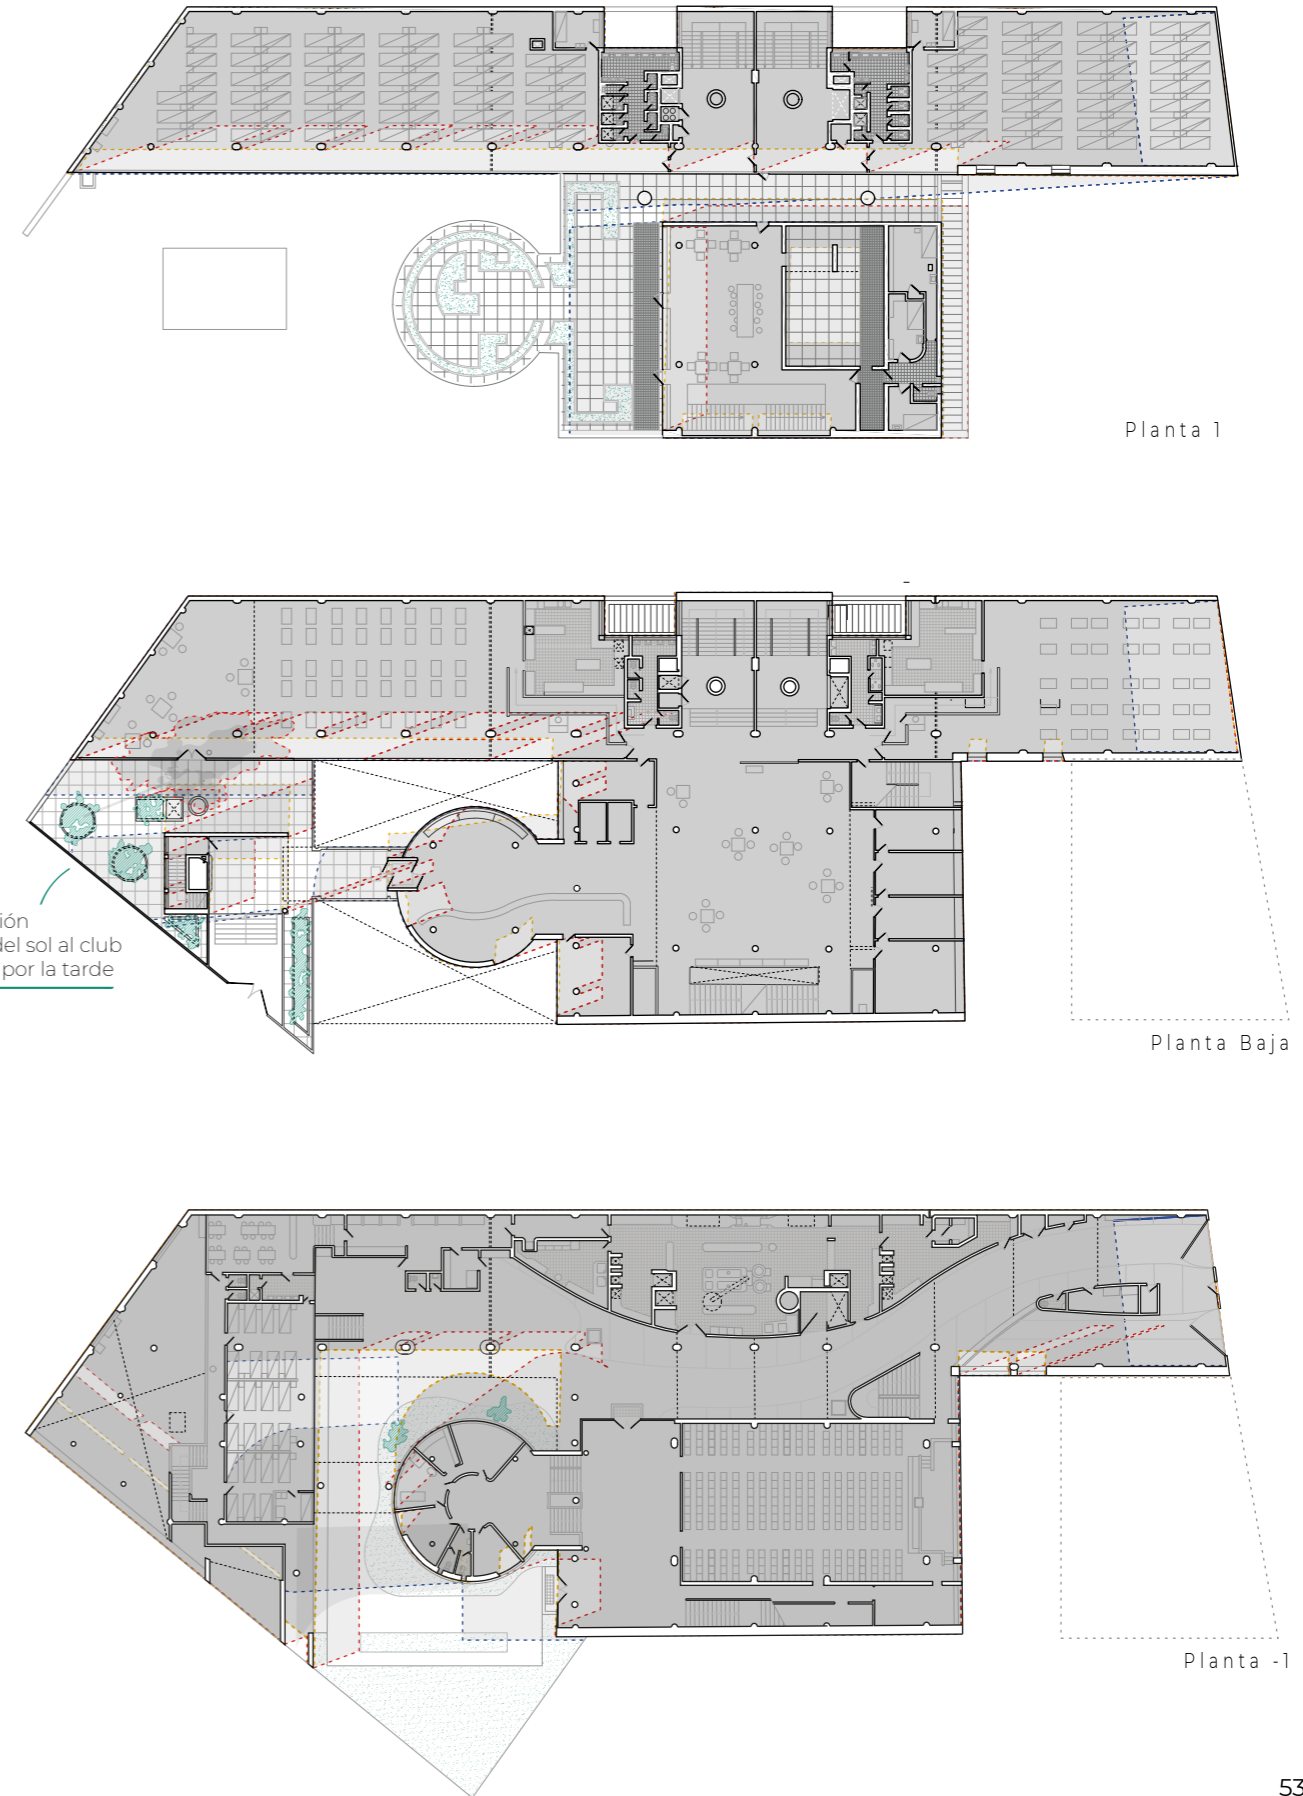 Planta 1
ión
del sol al club
por la tarde
Planta Baja
Planta -1
53